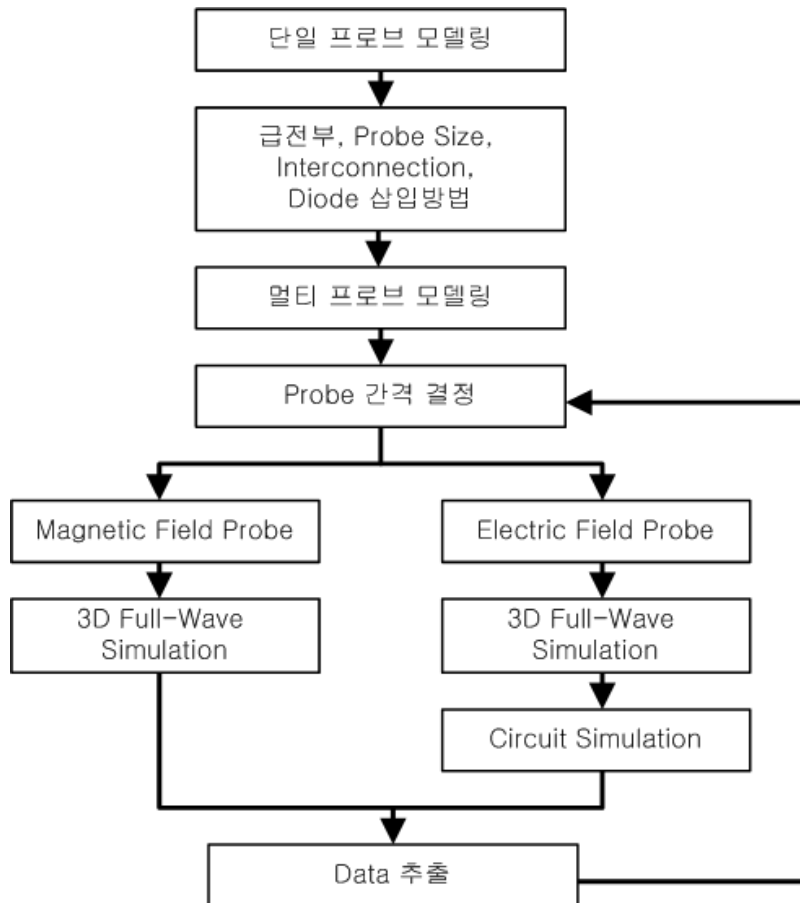 단일 프로브 모델링
급전부, Probe Size,
Interconnection,
Diode 삽입방법
멀티 프로브 모델링
Probe 간격 결정
Magnetic Field Probe
Electric Field Probe
3D Full-Wave
Simulation
3D Full-Wave
Simulation
Circuit Simulation
Data 추출